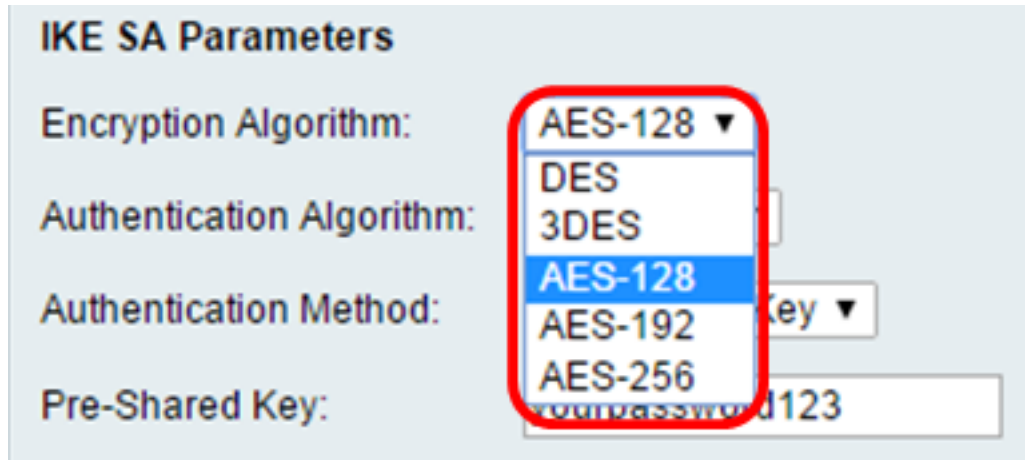 IKE SA Parameters
Encryption Algorithm: AES-128
DES
Authentication Algorithm: 3DES
AES-128
Authentication Method: AES-192 Key
AES-256
Pre-Shared Key: yourpassword123